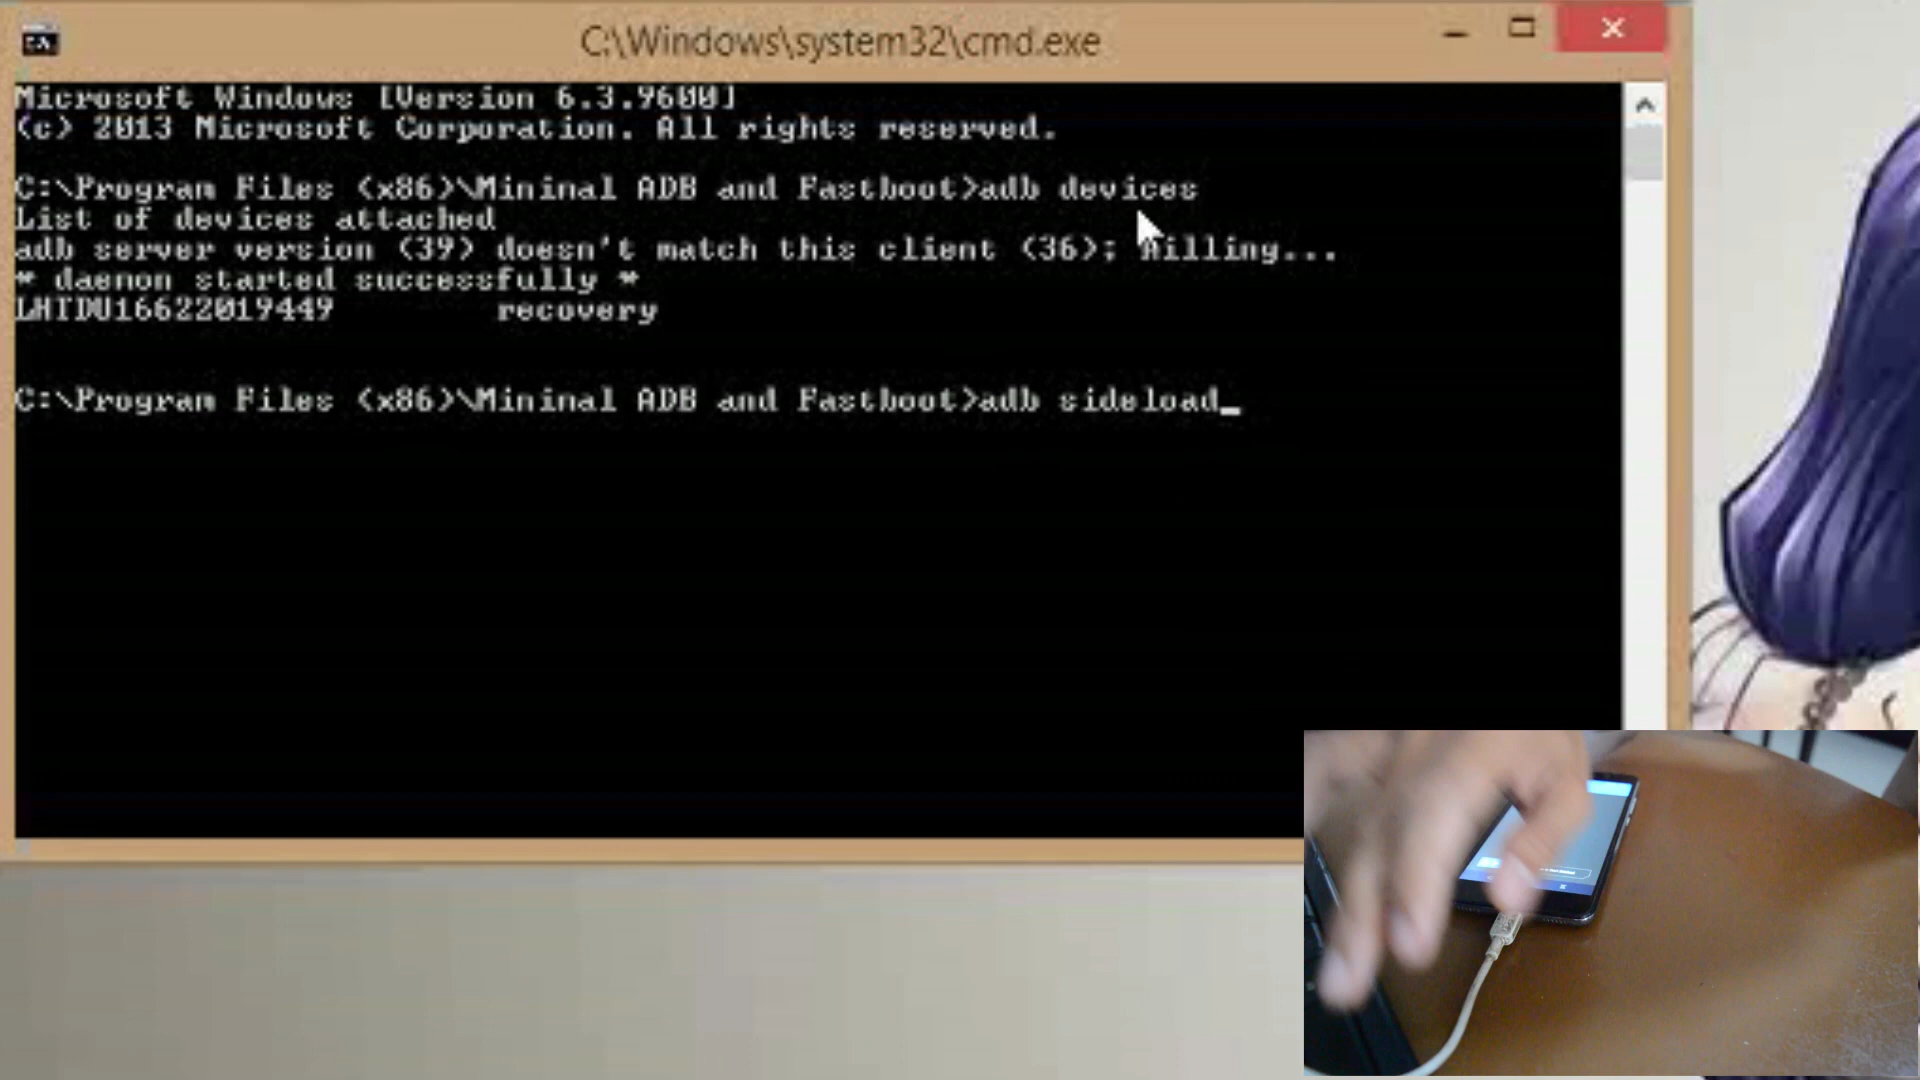 C:\Windows\system32\cmd.exe
Microsoft Windows [Version 6.3.9600]
(c) 2013 Microsoft Corporation. All rights reserved.
C:\Program Files (x86)\Minimal ADB and Fastboot>adb devices
List of devices attached
adb server version (39) doesn't match this client (36); killing...
* daemon started successfully *
recovery
C:\Program Files (x86)\Minimal ADB and Fastboot>adb sideload_